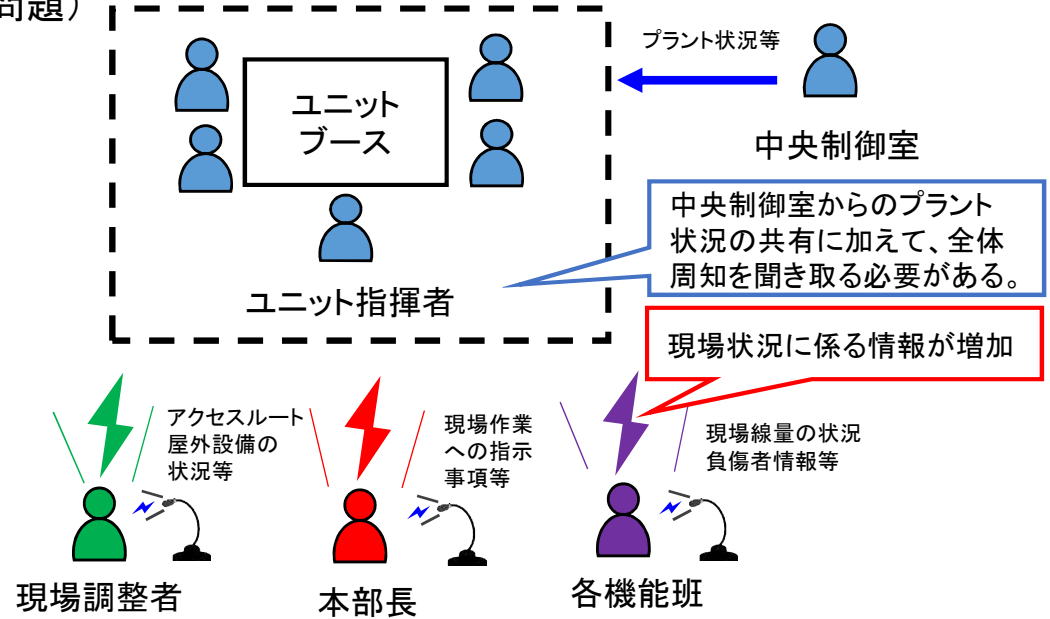 問題）
プラント状況等
ユニット
ブース
中央制御室
中央制御室からのプラント
状況の共有に加えて、全体
周知を聞き取る必要がある。
ユニット指揮者
現場状況に係る情報が増加
アクセスルート
屋外設備の
状況等
現場作業
への指示
事項等
現場線量の状況
負傷者情報等
現場調整者
本部長
各機能班